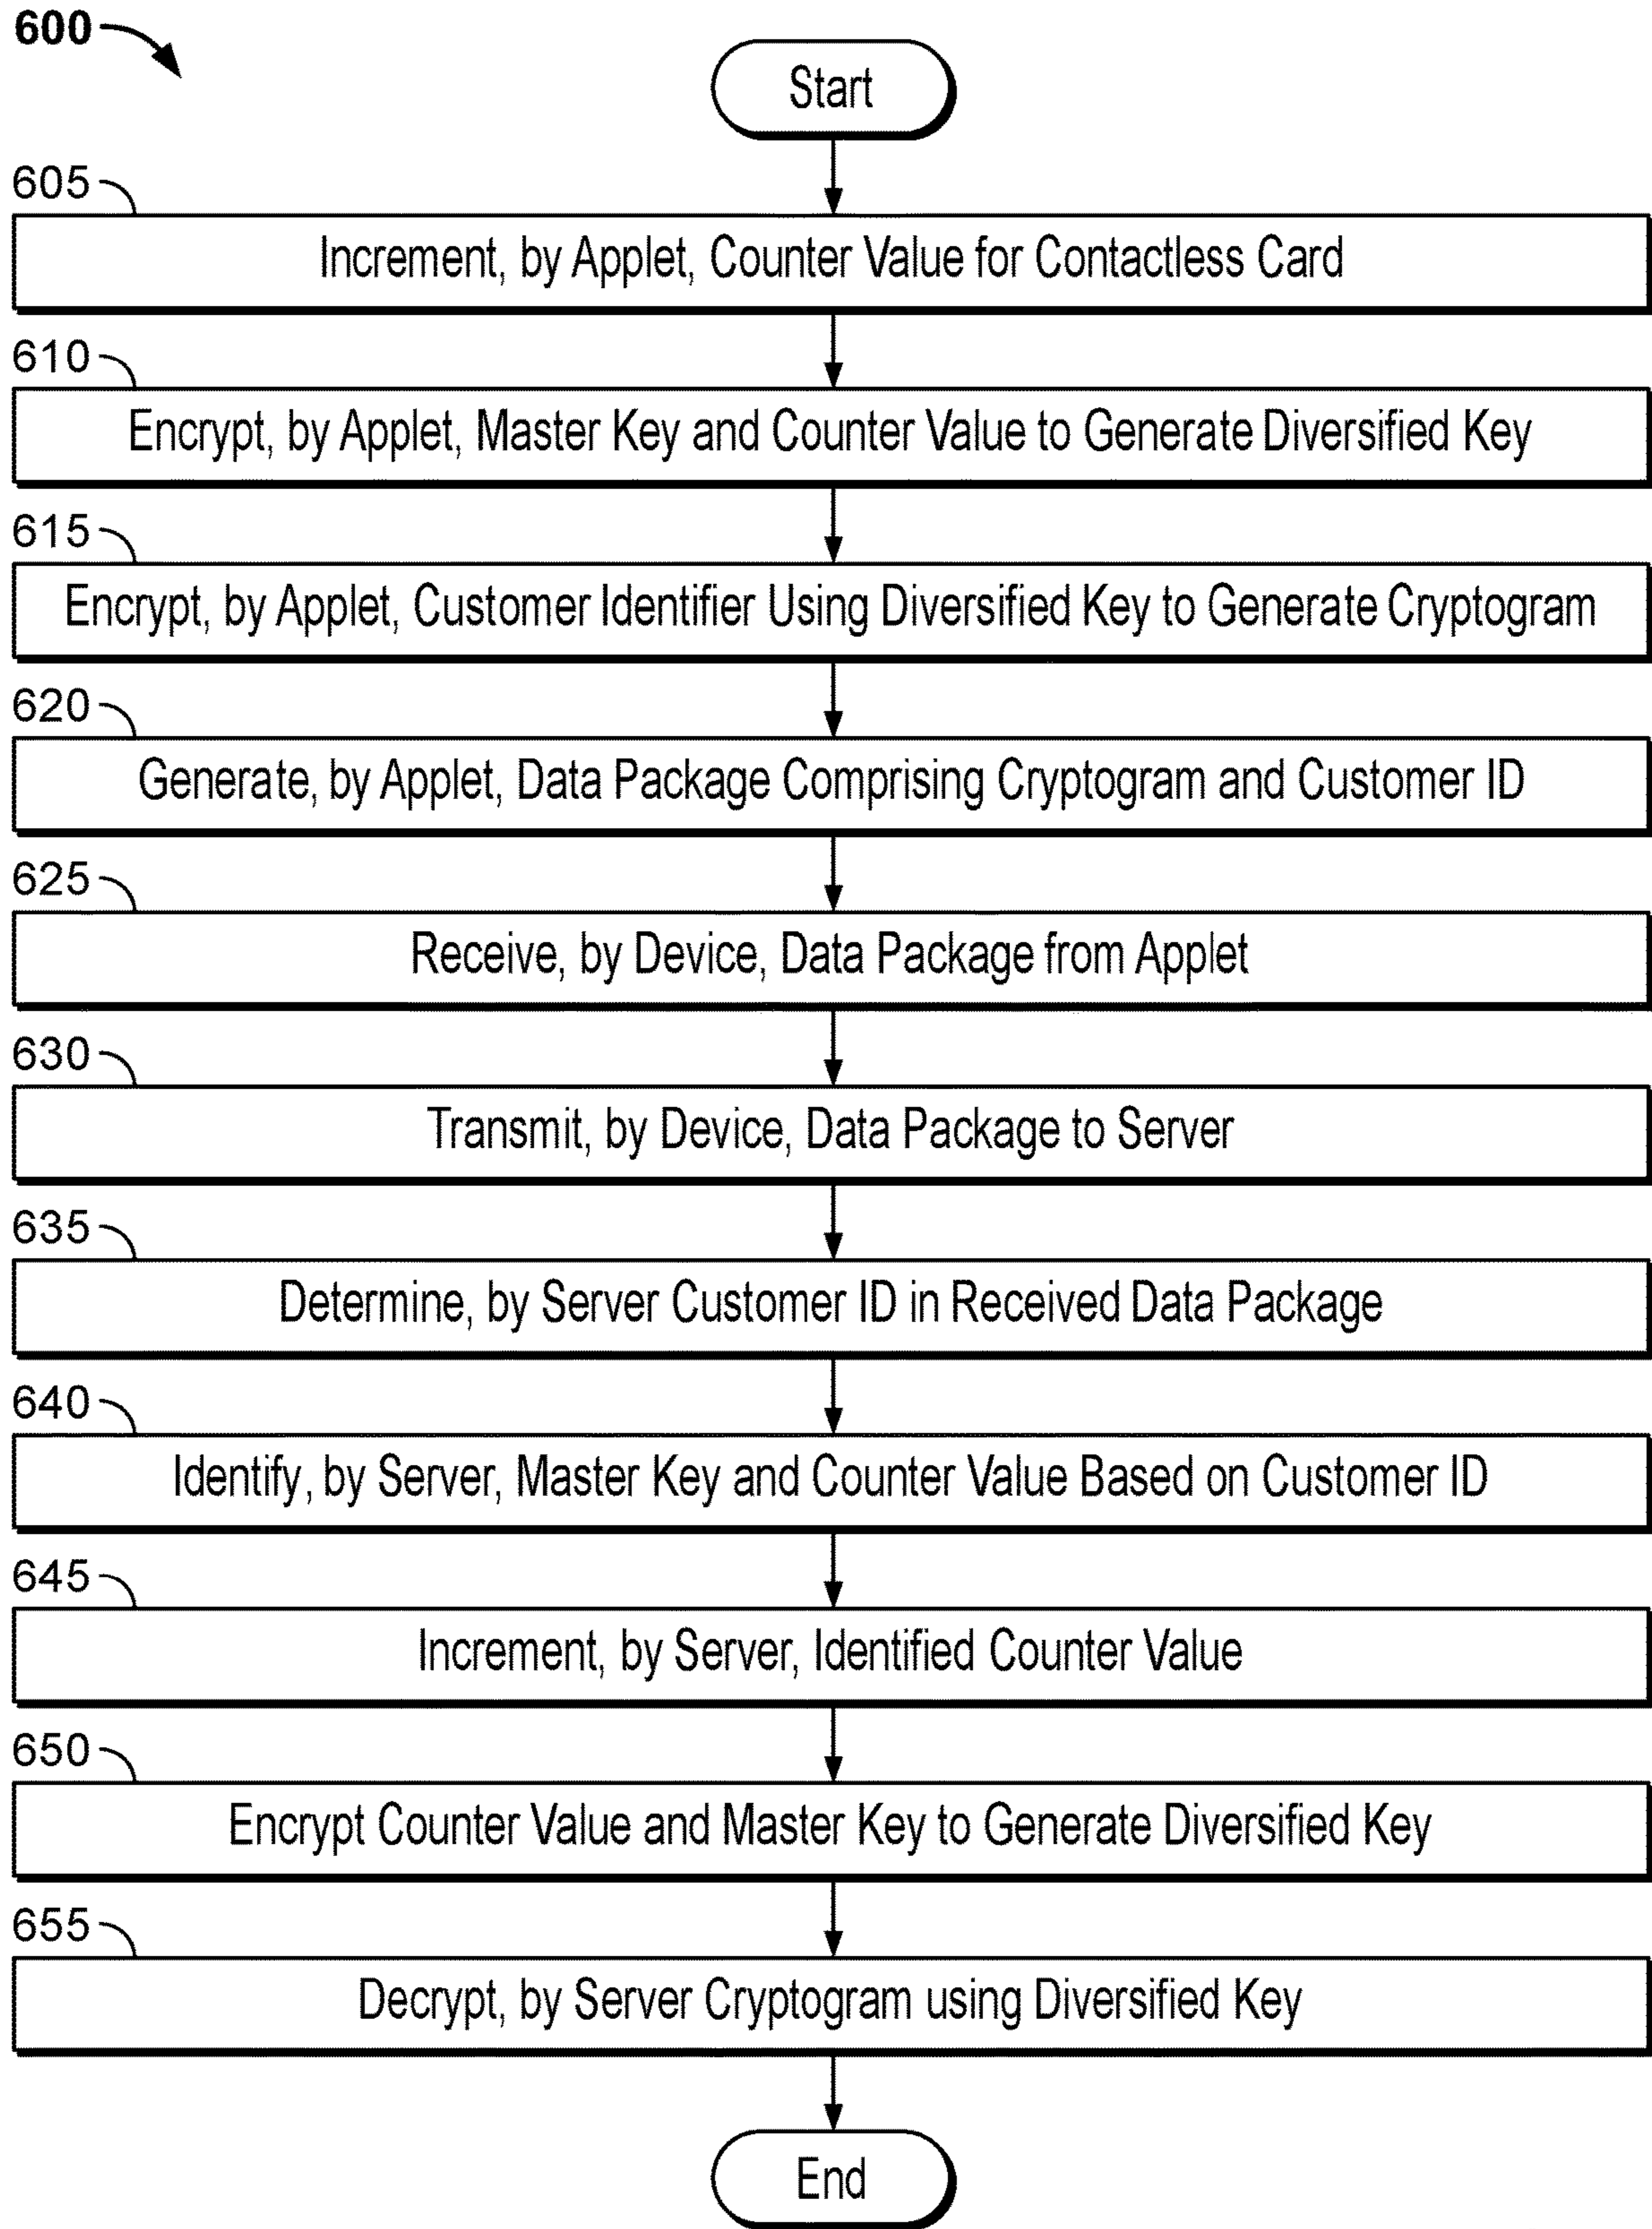 600
Start
605
Increment, by Applet, Counter Value for Contactless Card
610
Encrypt, by Applet, Master Key and Counter Value to Generate Diversified Key
615
Encrypt, by Applet, Customer Identifier Using Diversified Key to Generate Cryptogram
620
Generate, by Applet, Data Package Comprising Cryptogram and Customer ID
625
Receive, by Device, Data Package from Applet
630
Transmit, by Device, Data Package to Server
635
Determine, by Server Customer ID in Received Data Package
640
Identify, by Server, Master Key and Counter Value Based on Customer ID
645
Increment, by Server, Identified Counter Value
650
Encrypt Counter Value and Master Key to Generate Diversified Key
655
Decrypt, by Server Cryptogram using Diversified Key
End